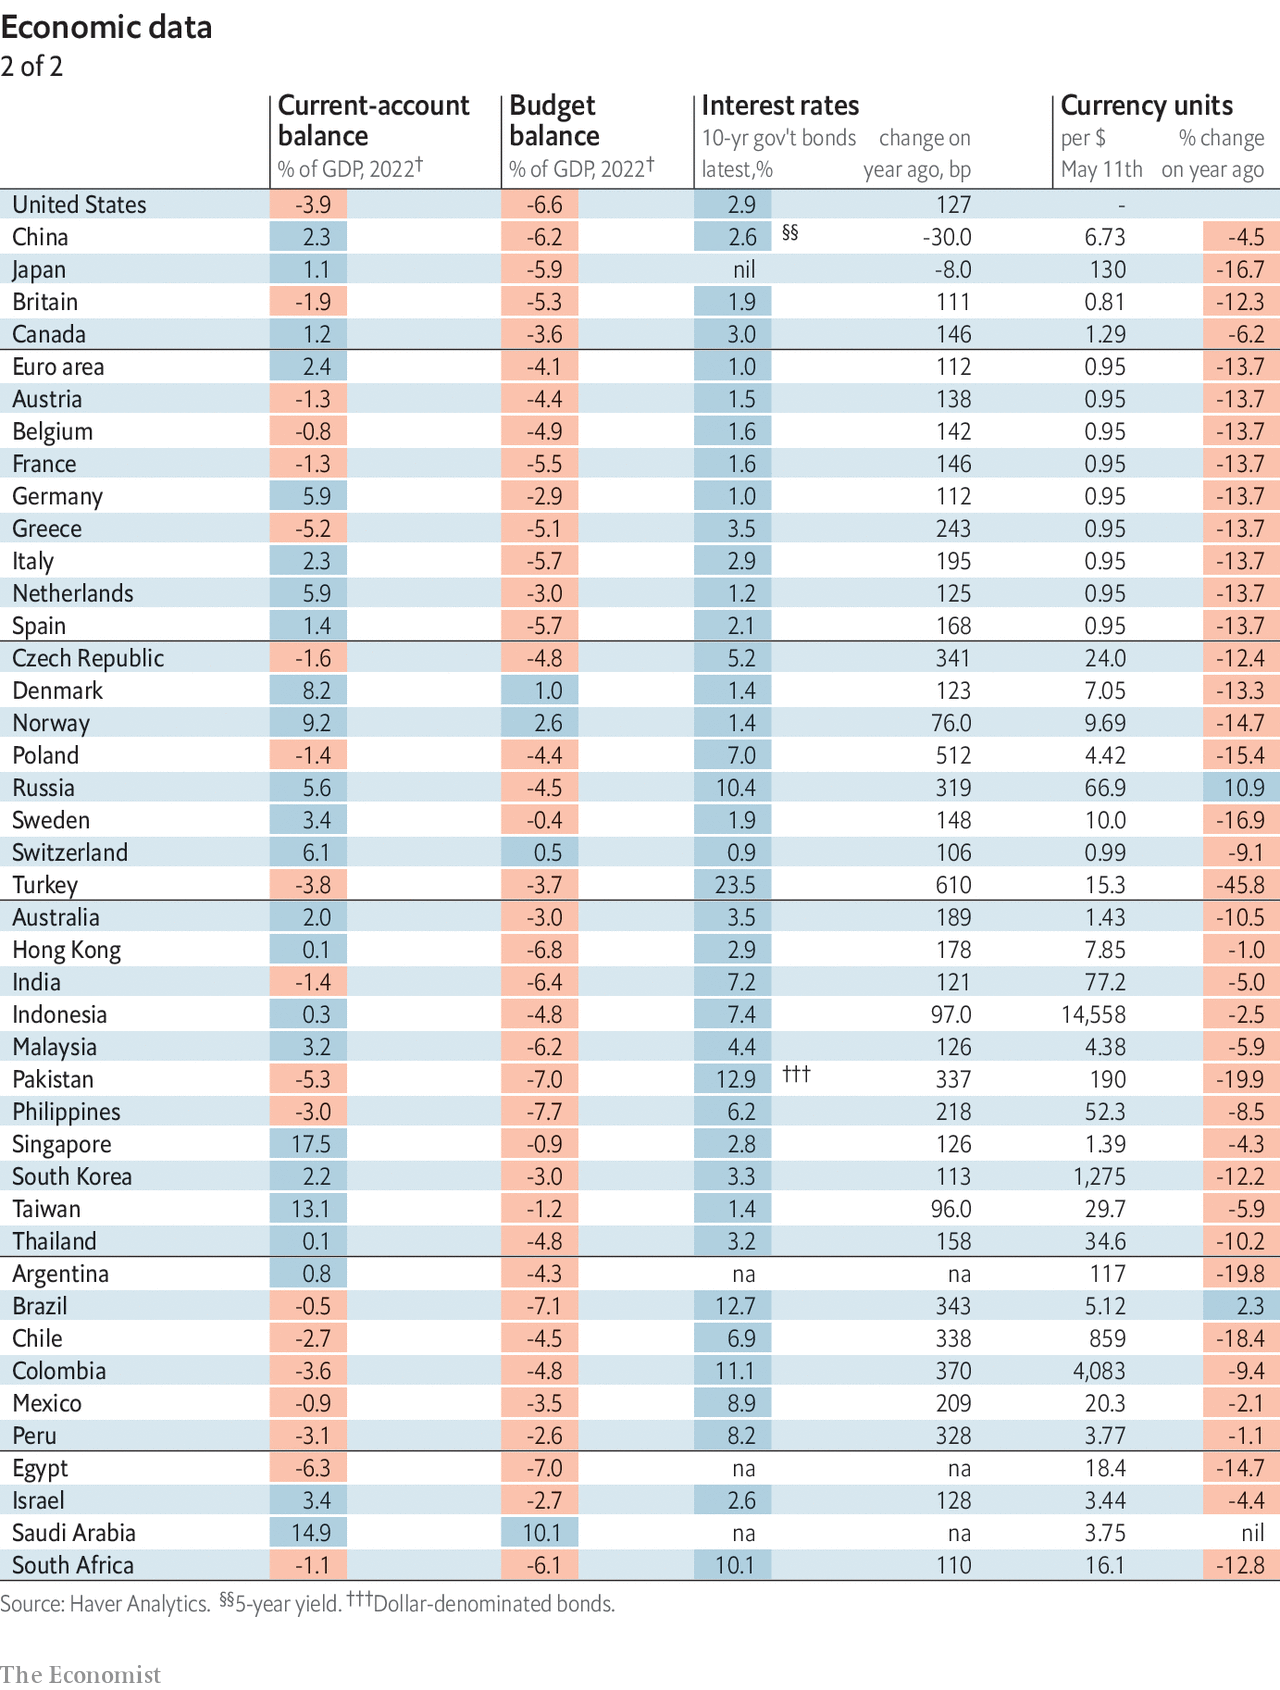 Economic data
2 of 2
Current-account balance % of GDP, 2022† Budget balance % of GDP, 2022† Interest rates 10-yr gov't bonds latest,% change on year ago, bp Currency units per $ May 11th % change on year ago
United States -3.9 -6.6 2.9 127 -
China 2.3 -6.2 2.6 §§ -30.0 6.73 -4.5
Japan 1.1 -5.9 nil -8.0 130 -16.7
Britain -1.9 -5.3 1.9 111 0.81 -12.3
Canada 1.2 -3.6 3.0 146 1.29 -6.2
Euro area 2.4 -4.1 1.0 112 0.95 -13.7
Austria -1.3 -4.4 1.5 138 0.95 -13.7
Belgium -0.8 -4.9 1.6 142 0.95 -13.7
France -1.3 -5.5 1.6 146 0.95 -13.7
Germany 5.9 -2.9 1.0 112 0.95 -13.7
Greece -5.2 -5.1 3.5 243 0.95 -13.7
Italy 2.3 -5.7 2.9 195 0.95 -13.7
Netherlands 5.9 -3.0 1.2 125 0.95 -13.7
Spain 1.4 -5.7 2.1 168 0.95 -13.7
Czech Republic -1.6 -4.8 5.2 341 24.0 -12.4
Denmark 8.2 1.0 1.4 123 7.05 -13.3
Norway 9.2 2.6 1.4 76.0 9.69 -14.7
Poland -1.4 -4.4 7.0 512 4.42 -15.4
Russia 5.6 -4.5 10.4 319 66.9 10.9
Sweden 3.4 -0.4 1.9 148 10.0 -16.9
Switzerland 6.1 0.5 0.9 106 0.99 -9.1
Turkey -3.8 -3.7 23.5 610 15.3 -45.8
Australia 2.0 -3.0 3.5 189 1.43 -10.5
Hong Kong 0.1 -6.8 2.9 178 7.85 -1.0
India -1.4 -6.4 7.2 121 77.2 -5.0
Indonesia 0.3 -4.8 7.4 97.0 14,558 -2.5
Malaysia 3.2 -6.2 4.4 126 4.38 -5.9
Pakistan -5.3 -7.0 12.9 ††† 337 190 -19.9
Philippines -3.0 -7.7 6.2 218 52.3 -8.5
Singapore 17.5 -0.9 2.8 126 1.39 -4.3
South Korea 2.2 -3.0 3.3 113 1,275 -12.2
Taiwan 13.1 -1.2 1.4 96.0 29.7 -5.9
Thailand 0.1 -4.8 3.2 158 34.6 -10.2
Argentina 0.8 -4.3 na na 117 -19.8
Brazil -0.5 -7.1 12.7 343 5.12 2.3
Chile -2.7 -4.5 6.9 338 859 -18.4
Colombia -3.6 -4.8 11.1 370 4,083 -9.4
Mexico -0.9 -3.5 8.9 209 20.3 -2.1
Peru -3.1 -2.6 8.2 328 3.77 -1.1
Egypt -6.3 -7.0 na na 18.4 -14.7
Israel 3.4 -2.7 2.6 128 3.44 -4.4
Saudi Arabia 14.9 10.1 na na 3.75 nil
South Africa -1.1 -6.1 10.1 110 16.1 -12.8
Source: Haver Analytics. §§5-year yield. †††Dollar-denominated bonds.
The Economist